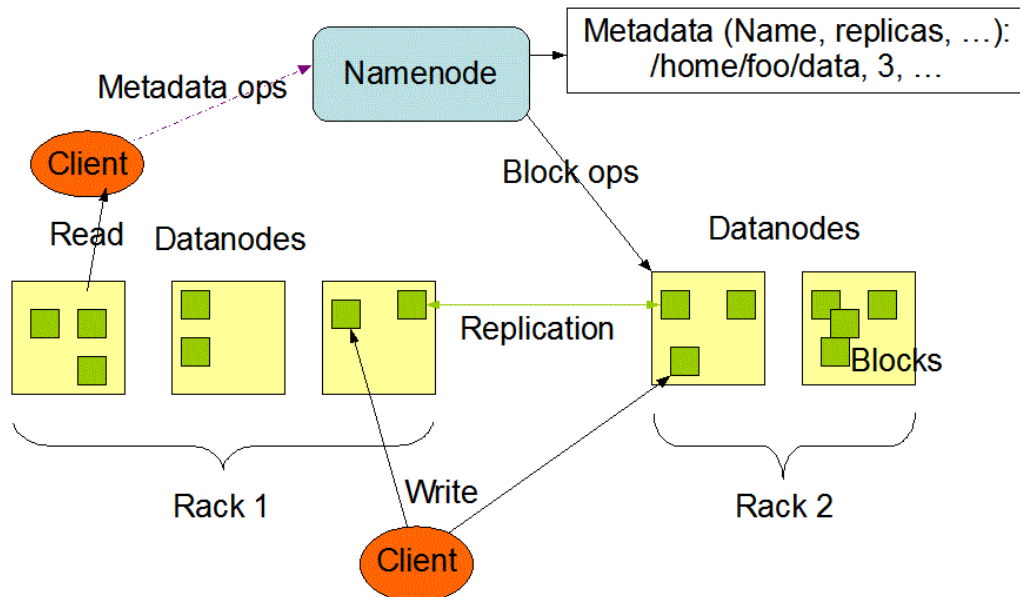 Metadata (Name, replicas, …):
/home/foo/data, 3, …
Namenode
Metadata ops
Client
Block ops
Read
Datanodes
Datanodes
Replication
Blocks
Rack 1
Write
Rack 2
Client